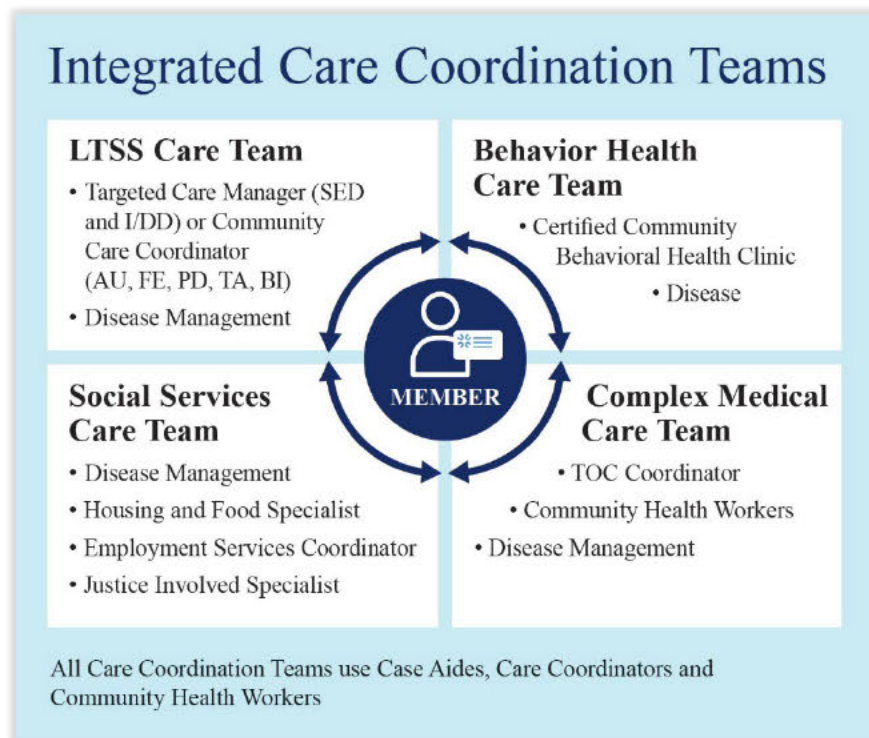 Integrated Care Coordination Teams
LTSS Care Team
• Targeted Care Manager (SED
and I/DD) or Community
Care Coordinator
(AU, FE, PD, TA, BI)
• Disease Management
Behavior Health
Care Team
• Certified Community
Behavioral Health Clinic
• Disease
MEMBER
Social Services
Care Team
• Disease Management
• Housing and Food Specialist
• Employment Services Coordinator
• Justice Involved Specialist
Complex Medical
Care Team
• TOC Coordinator
• Community Health Workers
• Disease Management
All Care Coordination Teams use Case Aides, Care Coordinators and
Community Health Workers